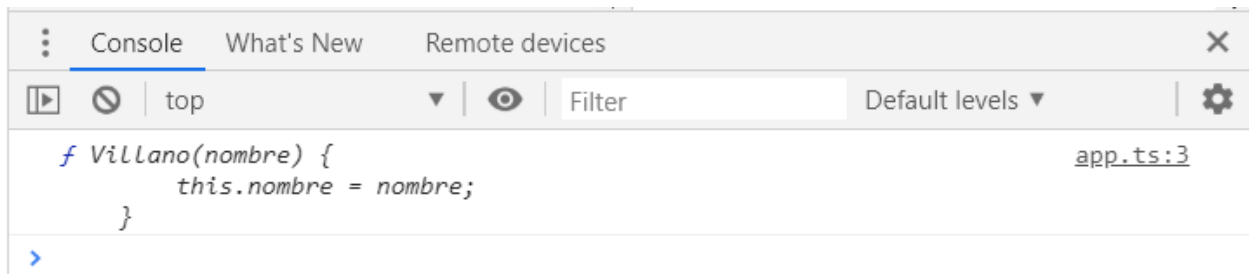 Console What's New Remote devices
top Filter Default levels
ƒ Villano(nombre) { app.ts:3
this.nombre = nombre;
}
>